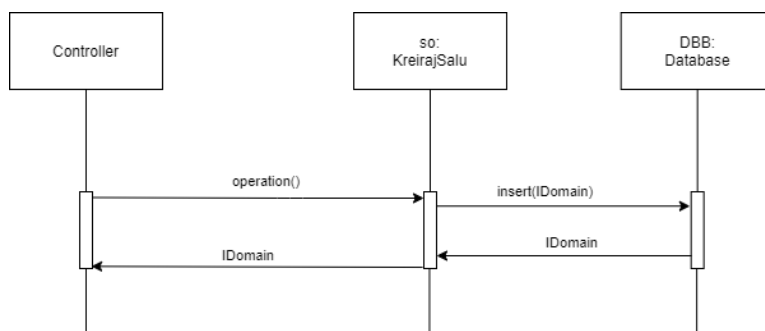 Controller
so:
KreirajSalu
DBB:
Database
operation()
insert(IDomain)
IDomain
IDomain